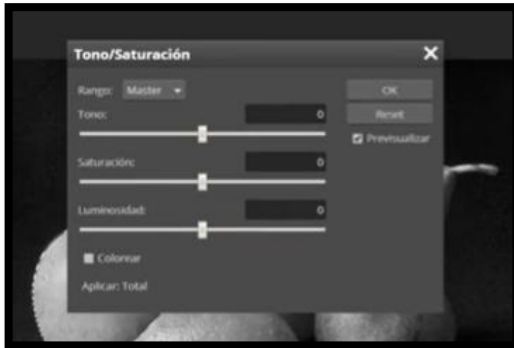 Tono/Saturación
Rango: Master
OK
Tono: 0
Reset
Previsualizar
Saturación: 0
Luminosidad: 0
Colorear
Aplicar: Total